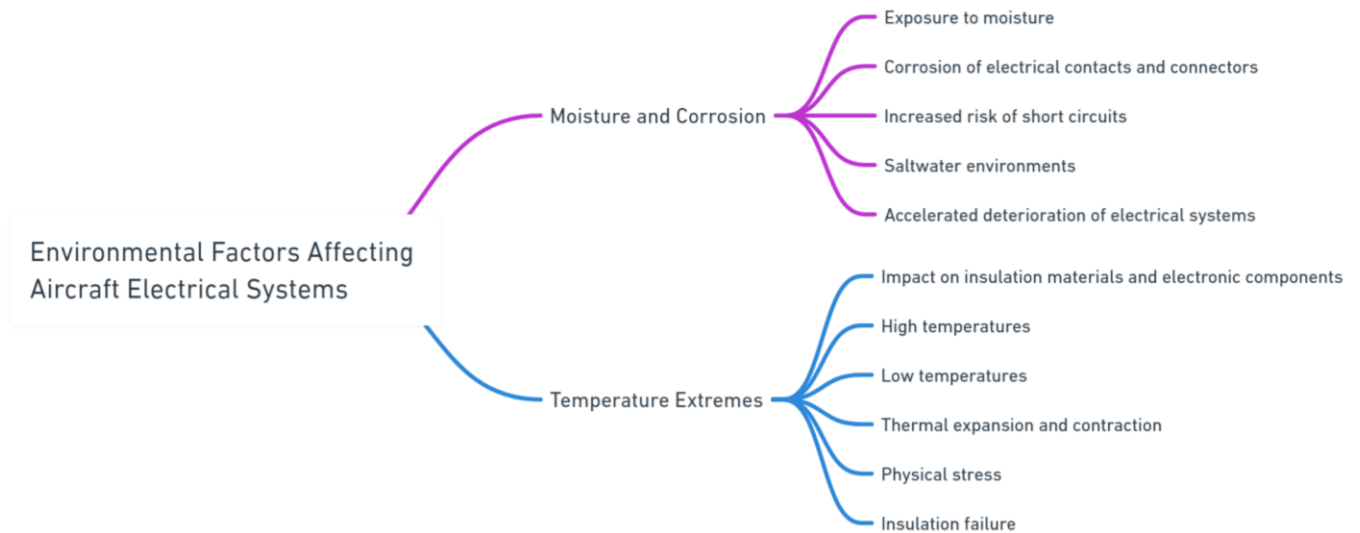 Environmental Factors Affecting
Aircraft Electrical Systems
Moisture and Corrosion
Exposure to moisture
Corrosion of electrical contacts and connectors
Increased risk of short circuits
Saltwater environments
Accelerated deterioration of electrical systems
Temperature Extremes
Impact on insulation materials and electronic components
High temperatures
Low temperatures
Thermal expansion and contraction
Physical stress
Insulation failure